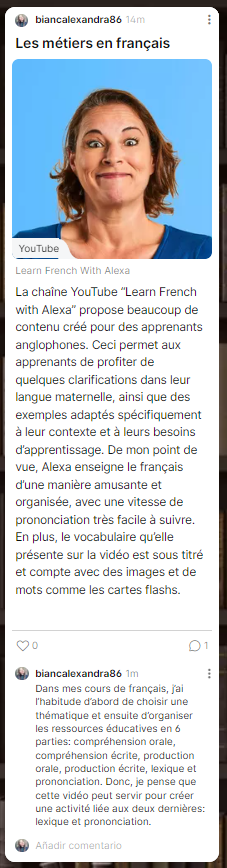 biancalexandra86 14m
Les métiers en français
YouTube
Learn French With Alexa
La chaîne YouTube “Learn French
with Alexa” propose beaucoup de
contenu créé pour des apprenants
anglophones. Ceci permet aux
apprenants de profiter de
quelques clarifications dans leur
langue maternelle, ainsi que des
exemples adaptés spécifiquement
à leur contexte et à leurs besoins
d’apprentissage. De mon point de
vue, Alexa enseigne le français
d’une manière amusante et
organisée, avec une vitesse de
prononciation très facile à suivre.
En plus, le vocabulaire qu’elle
présente sur la vidéo est sous titré
et compte avec des images et de
mots comme les cartes flashs.
0 1
biancalexandra86 1m
Dans mes cours de français, j’ai
l’habitude d’abord de choisir une
thématique et ensuite d’organiser
les ressources éducatives en 6
parties: compréhension orale,
compréhension écrite, production
orale, production écrite, lexique et
prononciation. Donc, je pense que
cette vidéo peut servir pour créer
une activité liée aux deux dernières:
lexique et prononciation.
Añadir comentario